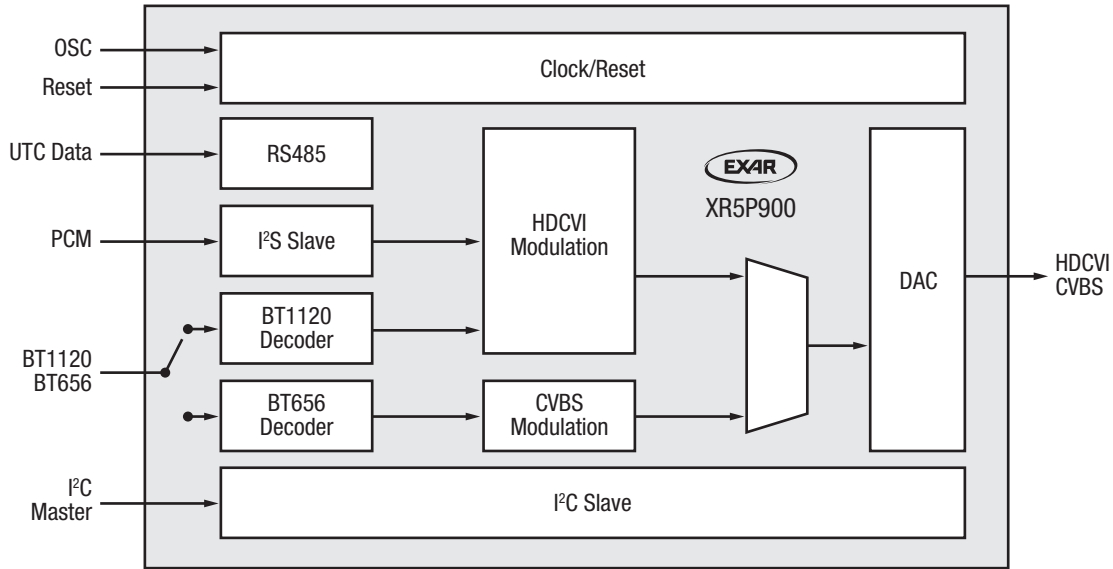 OSC
Reset
Clock/Reset
UTC Data
RS485
EXAR
XR5P900
PCM
I²S Slave
HDCVI
Modulation
DAC
HDCVI
CVBS
BT1120
Decoder
BT1120
BT656
BT656
Decoder
CVBS
Modulation
I²C
Master
I²C Slave